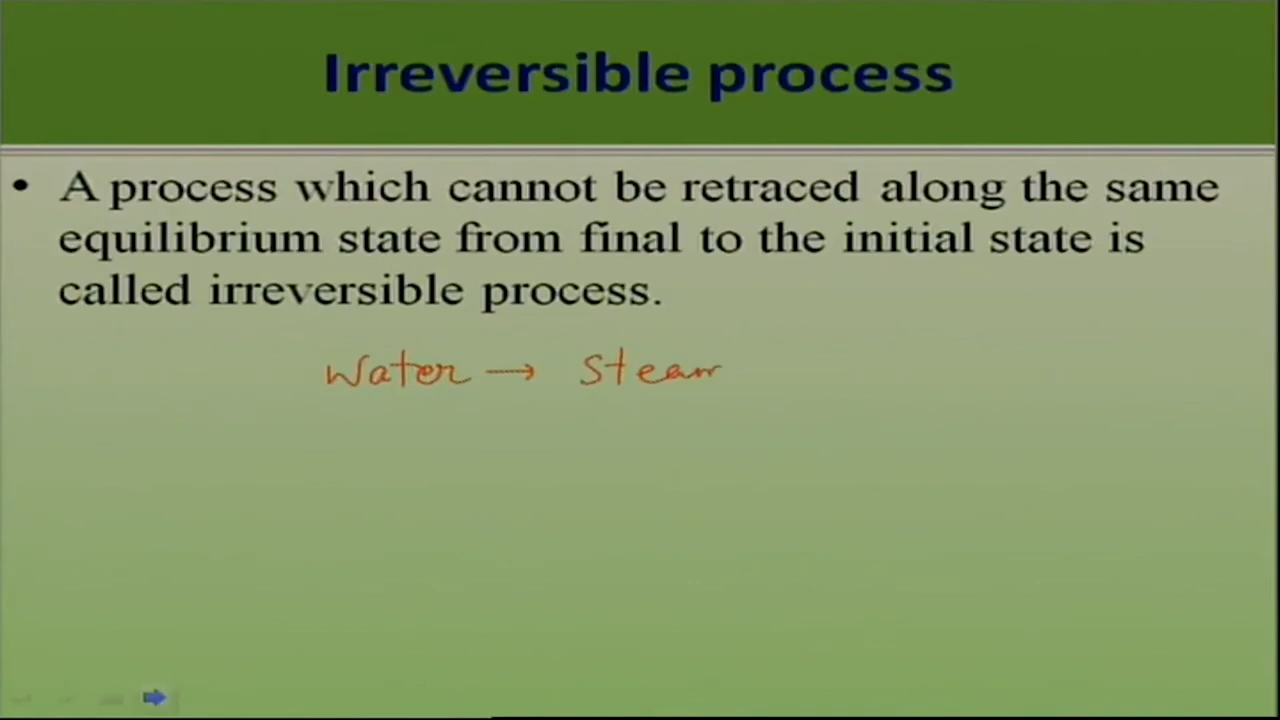 Irreversible process
• A process which cannot be retraced along the same
equilibrium state from final to the initial state is
called irreversible process.
Water → Steam